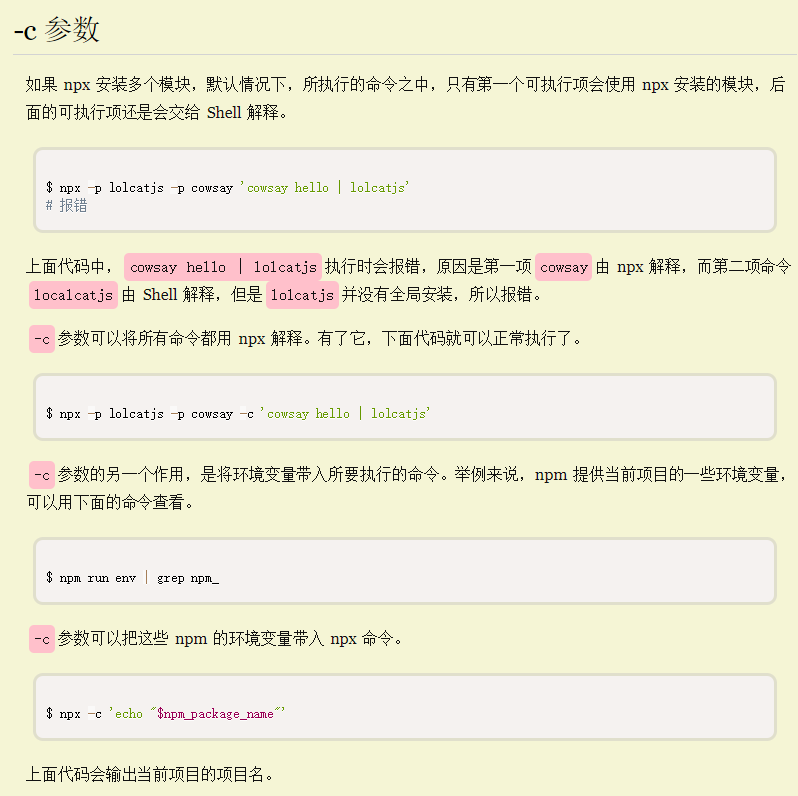 -c 参数
如果 npx 安装多个模块，默认情况下，所执行的命令之中，只有第一个可执行项会使用 npx 安装的模块，后
面的可执行项还是会交给 Shell 解释。
$ npx -p lolcatjs -p cowsay 'cowsay hello | lolcatjs'
# 报错
上面代码中，cowsay hello | lolcatjs 执行时会报错，原因是第一项 cowsay 由 npx 解释，而第二项命令
localcatjs 由 Shell 解释，但是 lolcatjs 并没有全局安装，所以报错。
-c 参数可以将所有命令都用 npx 解释。有了它，下面代码就可以正常执行了。
$ npx -p lolcatjs -p cowsay -c 'cowsay hello | lolcatjs'
-c 参数的另一个作用，是将环境变量带入所要执行的命令。举例来说，npm 提供当前项目的一些环境变量，
可以用下面的命令查看。
$ npm run env | grep npm_
-c 参数可以把这些 npm 的环境变量带入 npx 命令。
$ npx -c 'echo "$npm_package_name"'
上面代码会输出当前项目的项目名。